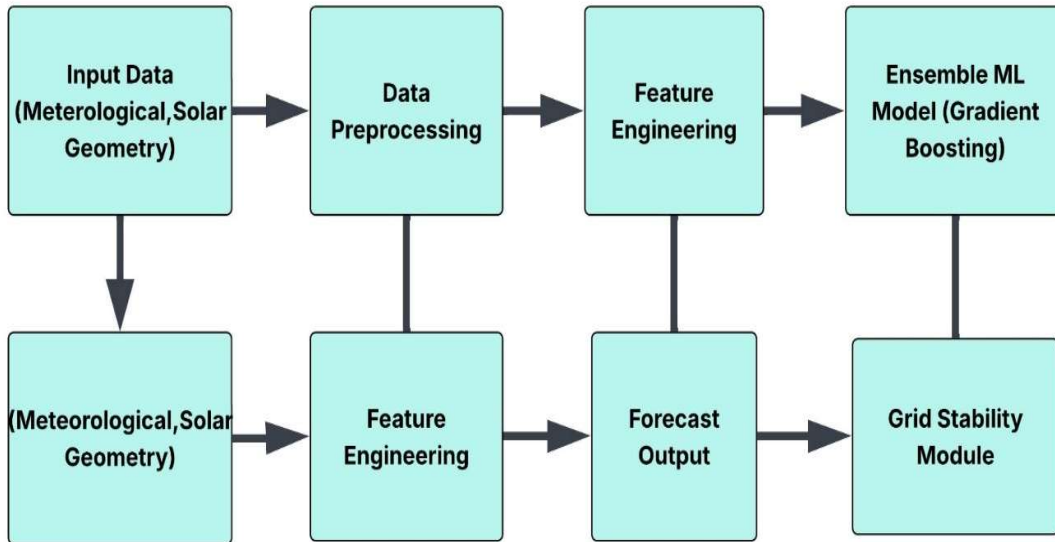 Input Data
(Meterological,Solar
Geometry)
Data
Preprocessing
Feature
Engineering
Ensemble ML
Model (Gradient
Boosting)
(Meteorological,Solar
Geometry)
Feature
Engineering
Forecast
Output
Grid Stability
Module